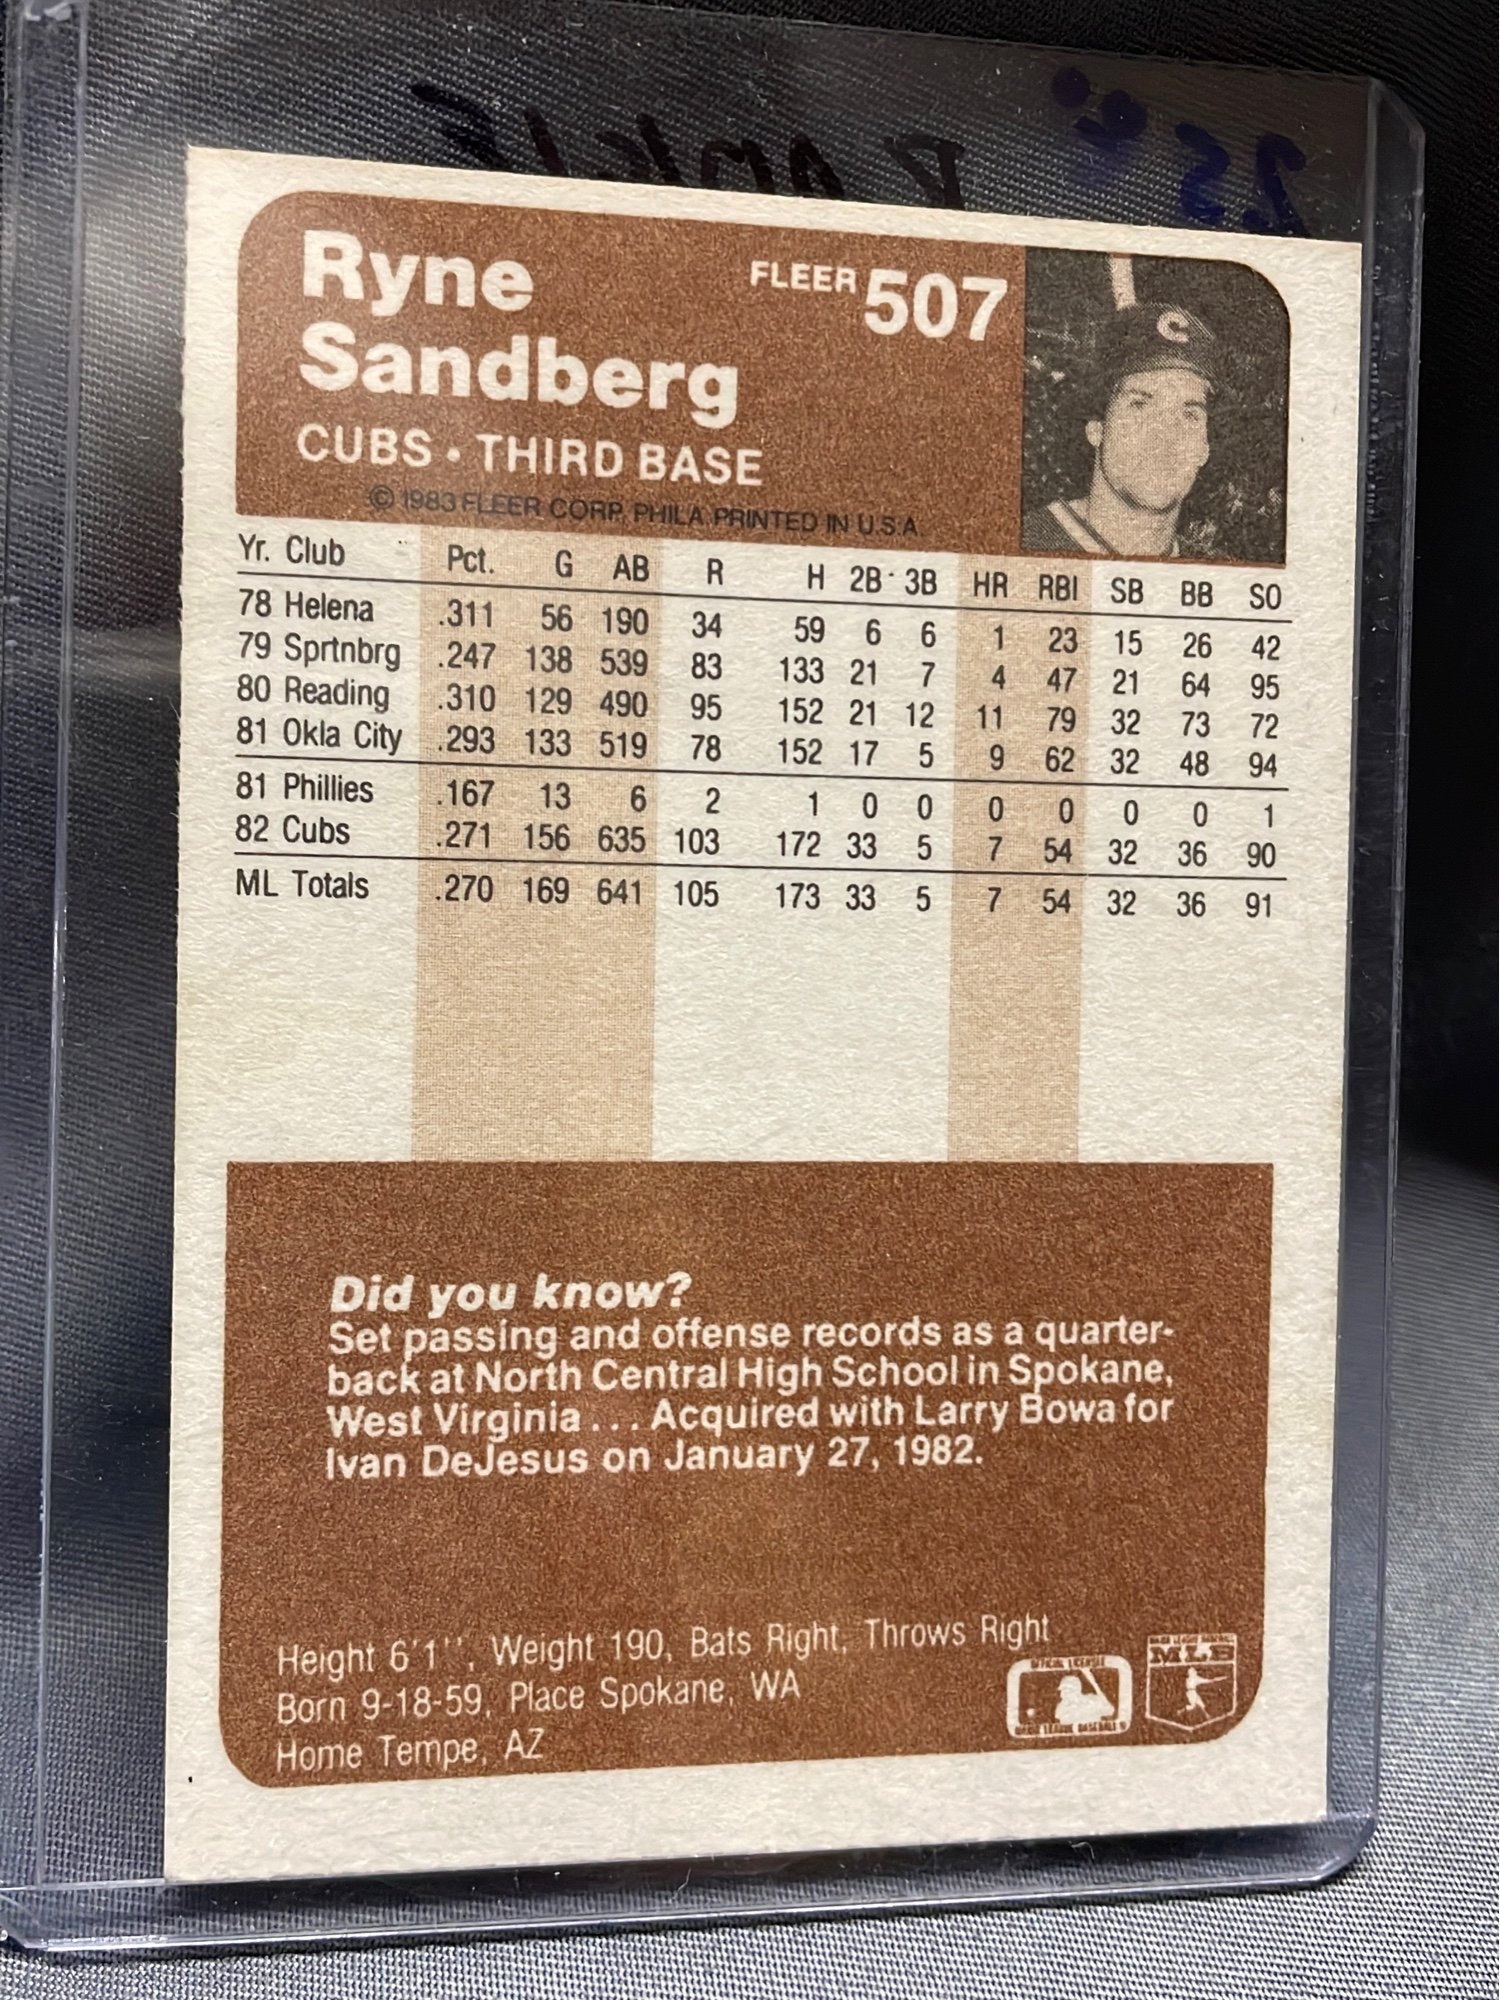 25
Ryne
Sandberg
FLEER 507
CUBS • THIRD BASE
© 1983 FLEER CORP. PHILA PRINTED IN U.S.A
Yr. Club Pct. G AB R H 2B 3B HR RBI SB BB SO
78 Helena .311 56 190 34 59 6 6 1 23 15 26 42
79 Sprtnbrg .247 138 539 83 133 21 7 4 47 21 64 95
80 Reading .310 129 490 95 152 21 12 11 79 32 73 72
81 Okla City .293 133 519 78 152 17 5 9 62 32 48 94
81 Phillies .167 13 6 2 1 0 0 0 0 0 0 1
82 Cubs .271 156 635 103 172 33 5 7 54 32 36 90
ML Totals .270 169 641 105 173 33 5 7 54 32 36 91
Did you know?
Set passing and offense records as a quarter-
back at North Central High School in Spokane,
West Virginia . . . Acquired with Larry Bowa for
Ivan DeJesus on January 27, 1982.
Height 6'1'', Weight 190, Bats Right, Throws Right
Born 9-18-59, Place Spokane, WA
Home Tempe, AZ
MLB